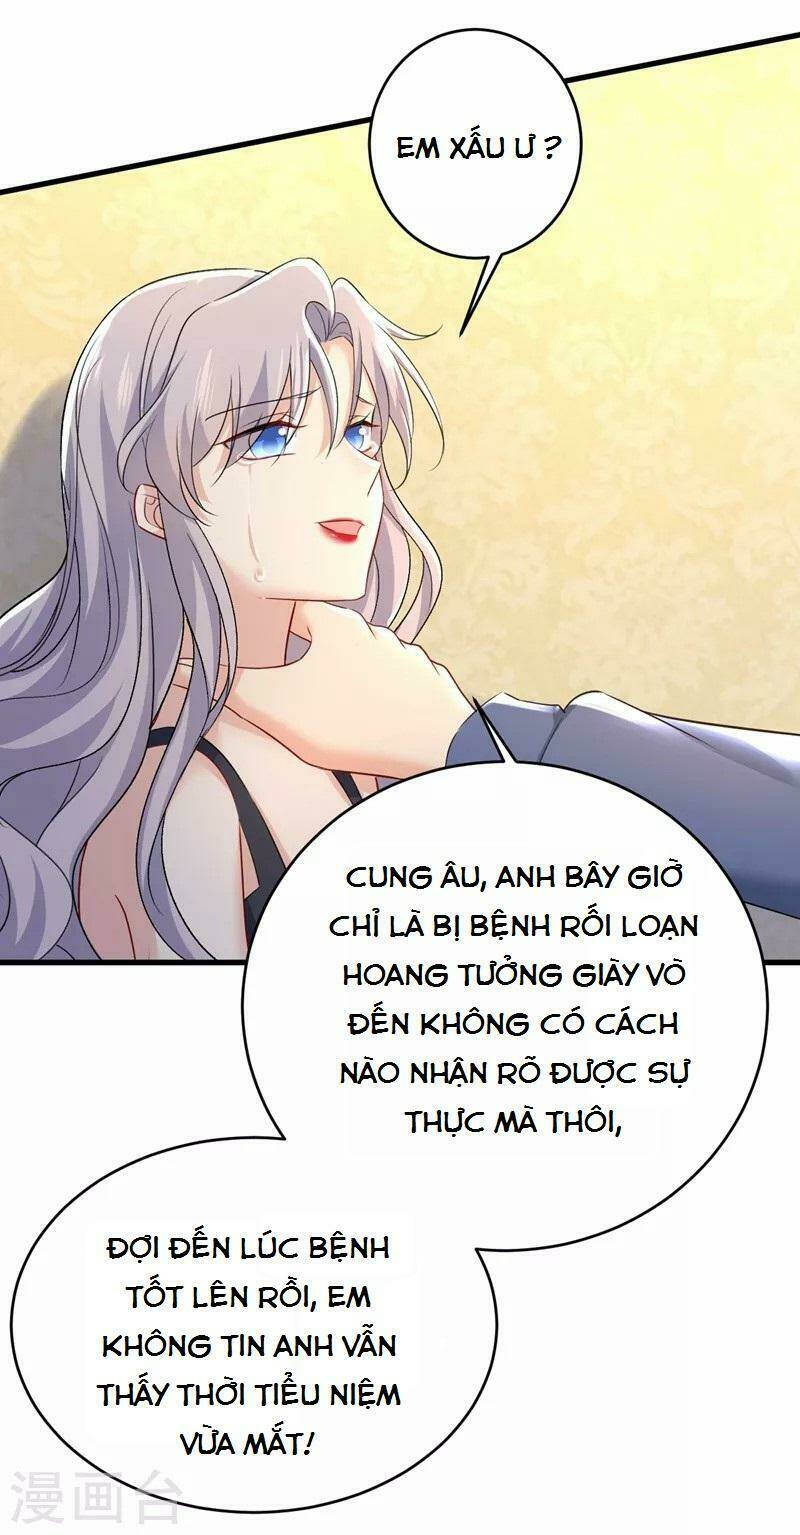 EM XẤU Ư ?
CUNG ÂU, ANH BÂY GIỜ
CHỈ LÀ BỊ BỆNH RỐI LOẠN
HOANG TƯỞNG GIÀY VÒ
ĐẾN KHÔNG CÓ CÁCH
NÀO NHẬN RÕ ĐƯỢC SỰ
THỰC MÀ THÔI,
ĐỢI ĐẾN LÚC BỆNH
TỐT LÊN RỒI, EM
KHÔNG TIN ANH VẪN
THẤY THỜI TIỂU NIỆM
VỪA MẮT!
漫画台